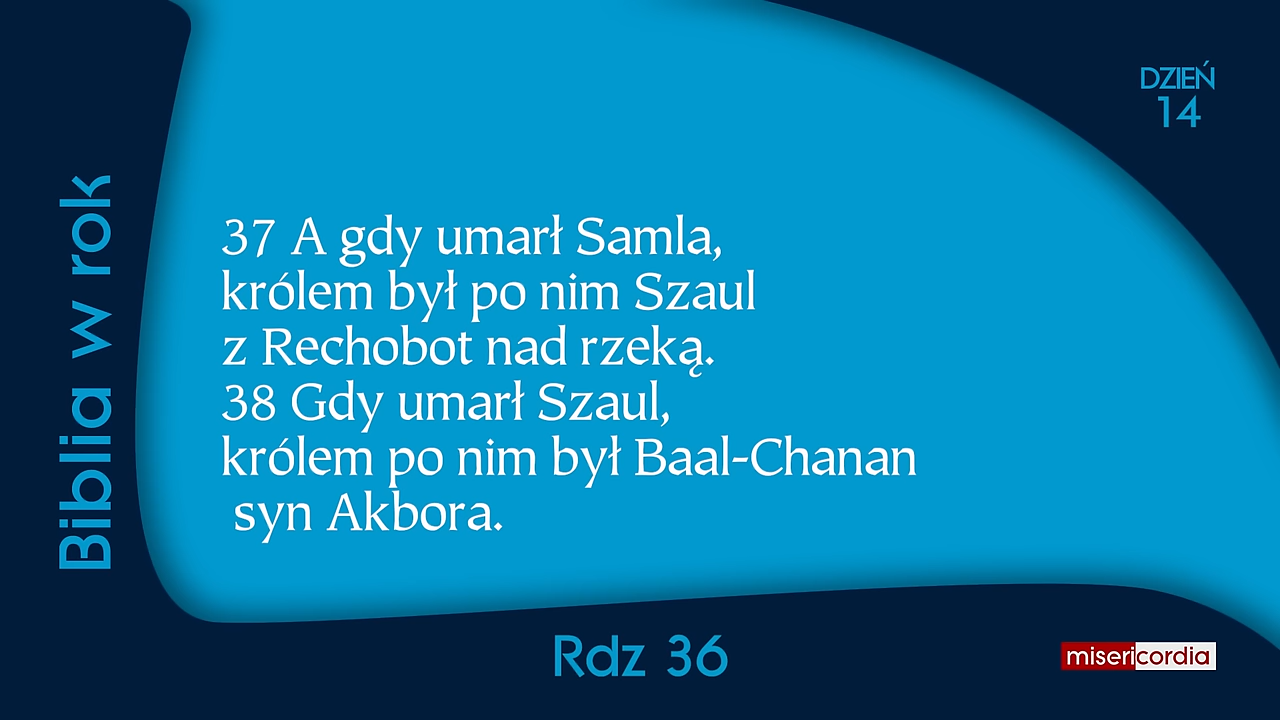 DZIEŃ
14
Biblia w rok
37 A gdy umarł Samla,
królem był po nim Szaul
z Rechobot nad rzeką.
38 Gdy umarł Szaul,
królem po nim był Baal-Chanan
syn Akbora.
Rdz 36
misericordia